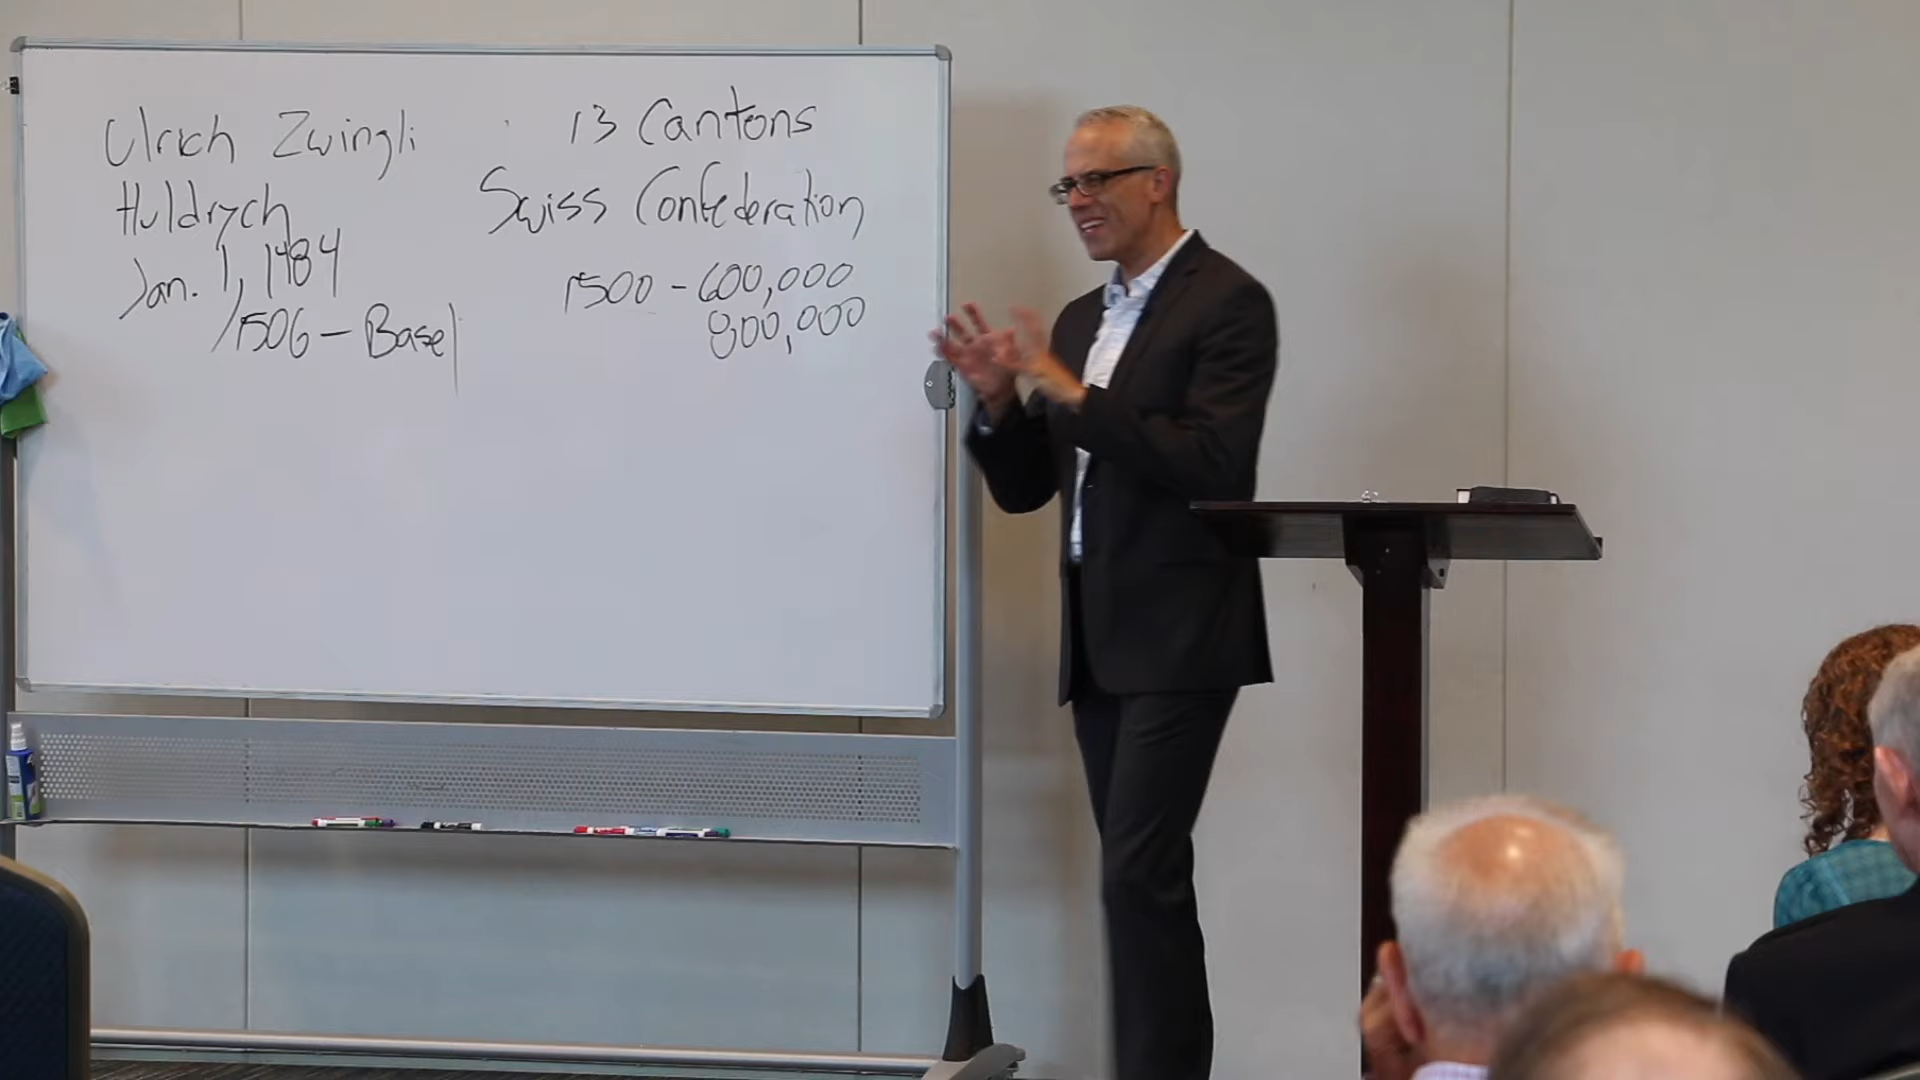 Ulrich Zwingli
Huldrych
Jan. 1, 1484
1506 - Basel
13 Cantons
Swiss Confederation
1500 - 600,000
800,000